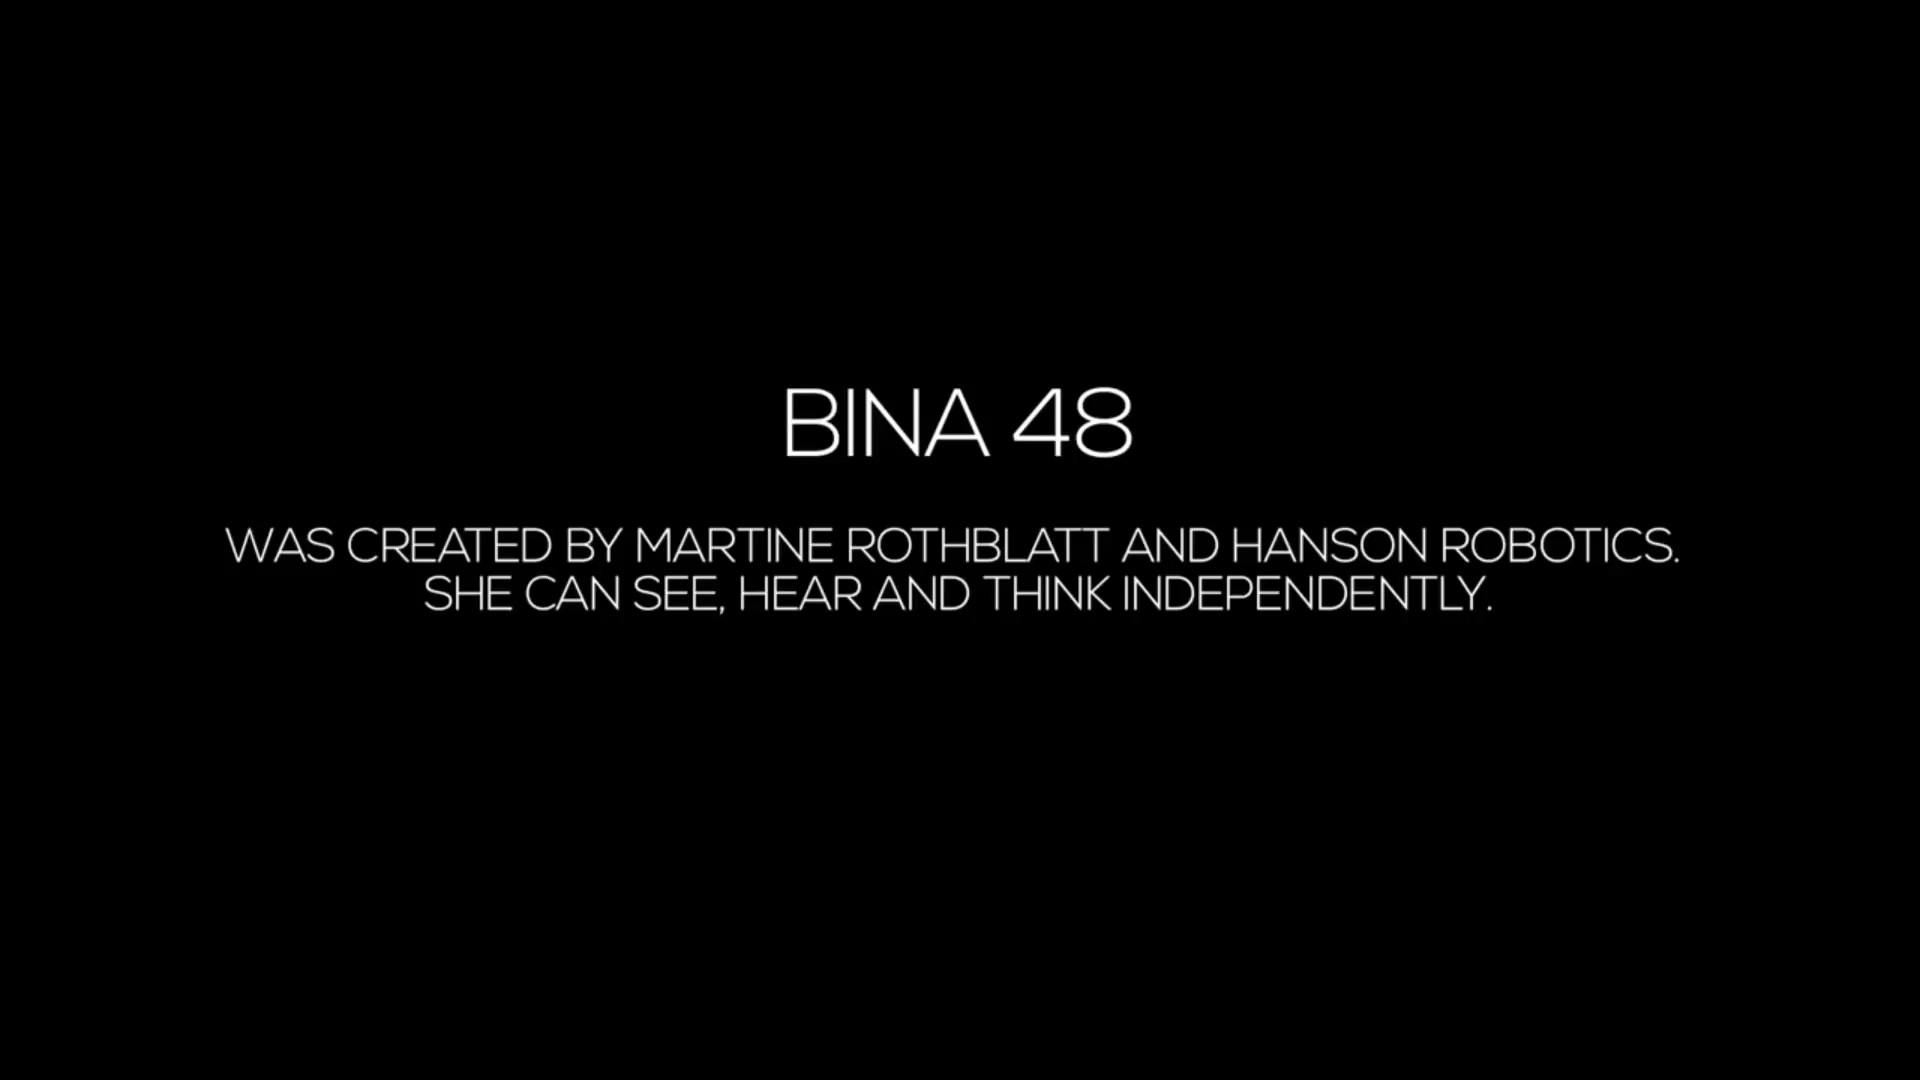 BINA 48
WAS CREATED BY MARTINE ROTHBLATT AND HANSON ROBOTICS.
SHE CAN SEE, HEAR AND THINK INDEPENDENTLY.